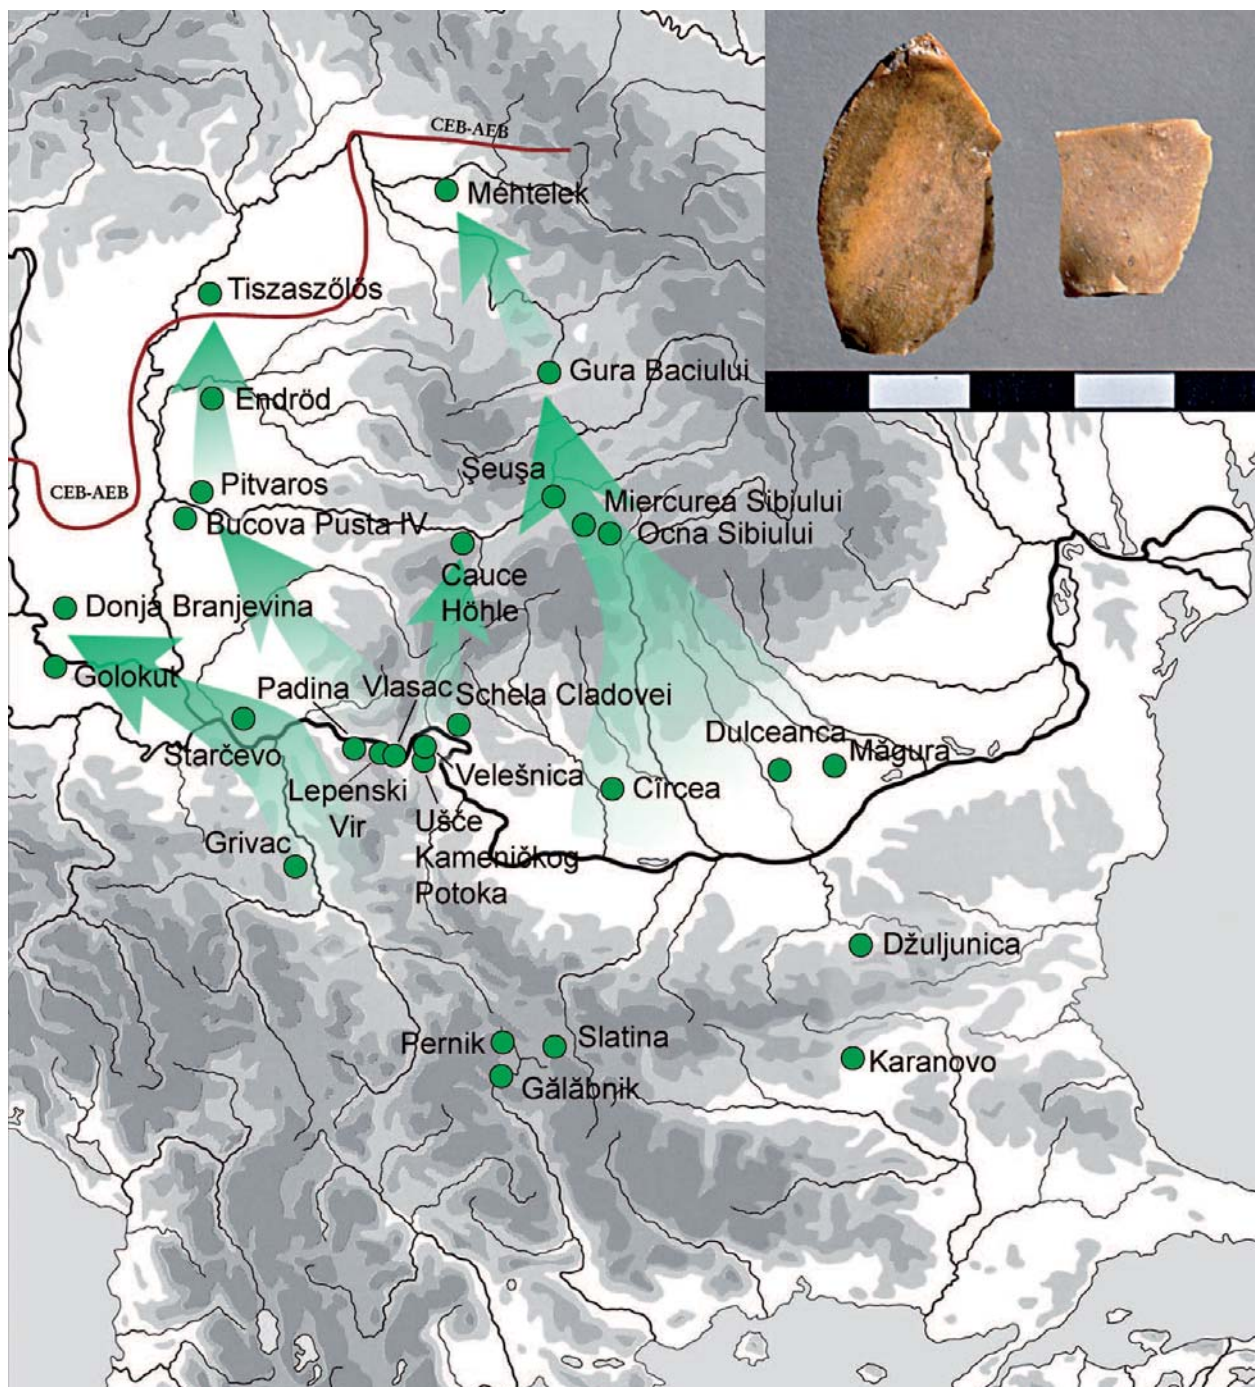 CEB-AEB
Méhtelek
Tiszaszőlős
Gura Baciului
Endröd
Şeuşa
Pitvaros
CEB-AEB
Miercurea Sibiului
Bucova Pusta IV
Ocna Sibiului
Cauce
Höhle
Donja Branjevina
Golokut
Padina
Vlasac
Schela Cladovei
Starčevo
Dulceanca
Măgura
Velešnica
Lepenski
Vir
Cîrcea
Ušče
Kameničkog
Potoka
Grivac
Džuljunica
Pernik
Slatina
Karanovo
Gălăbnik